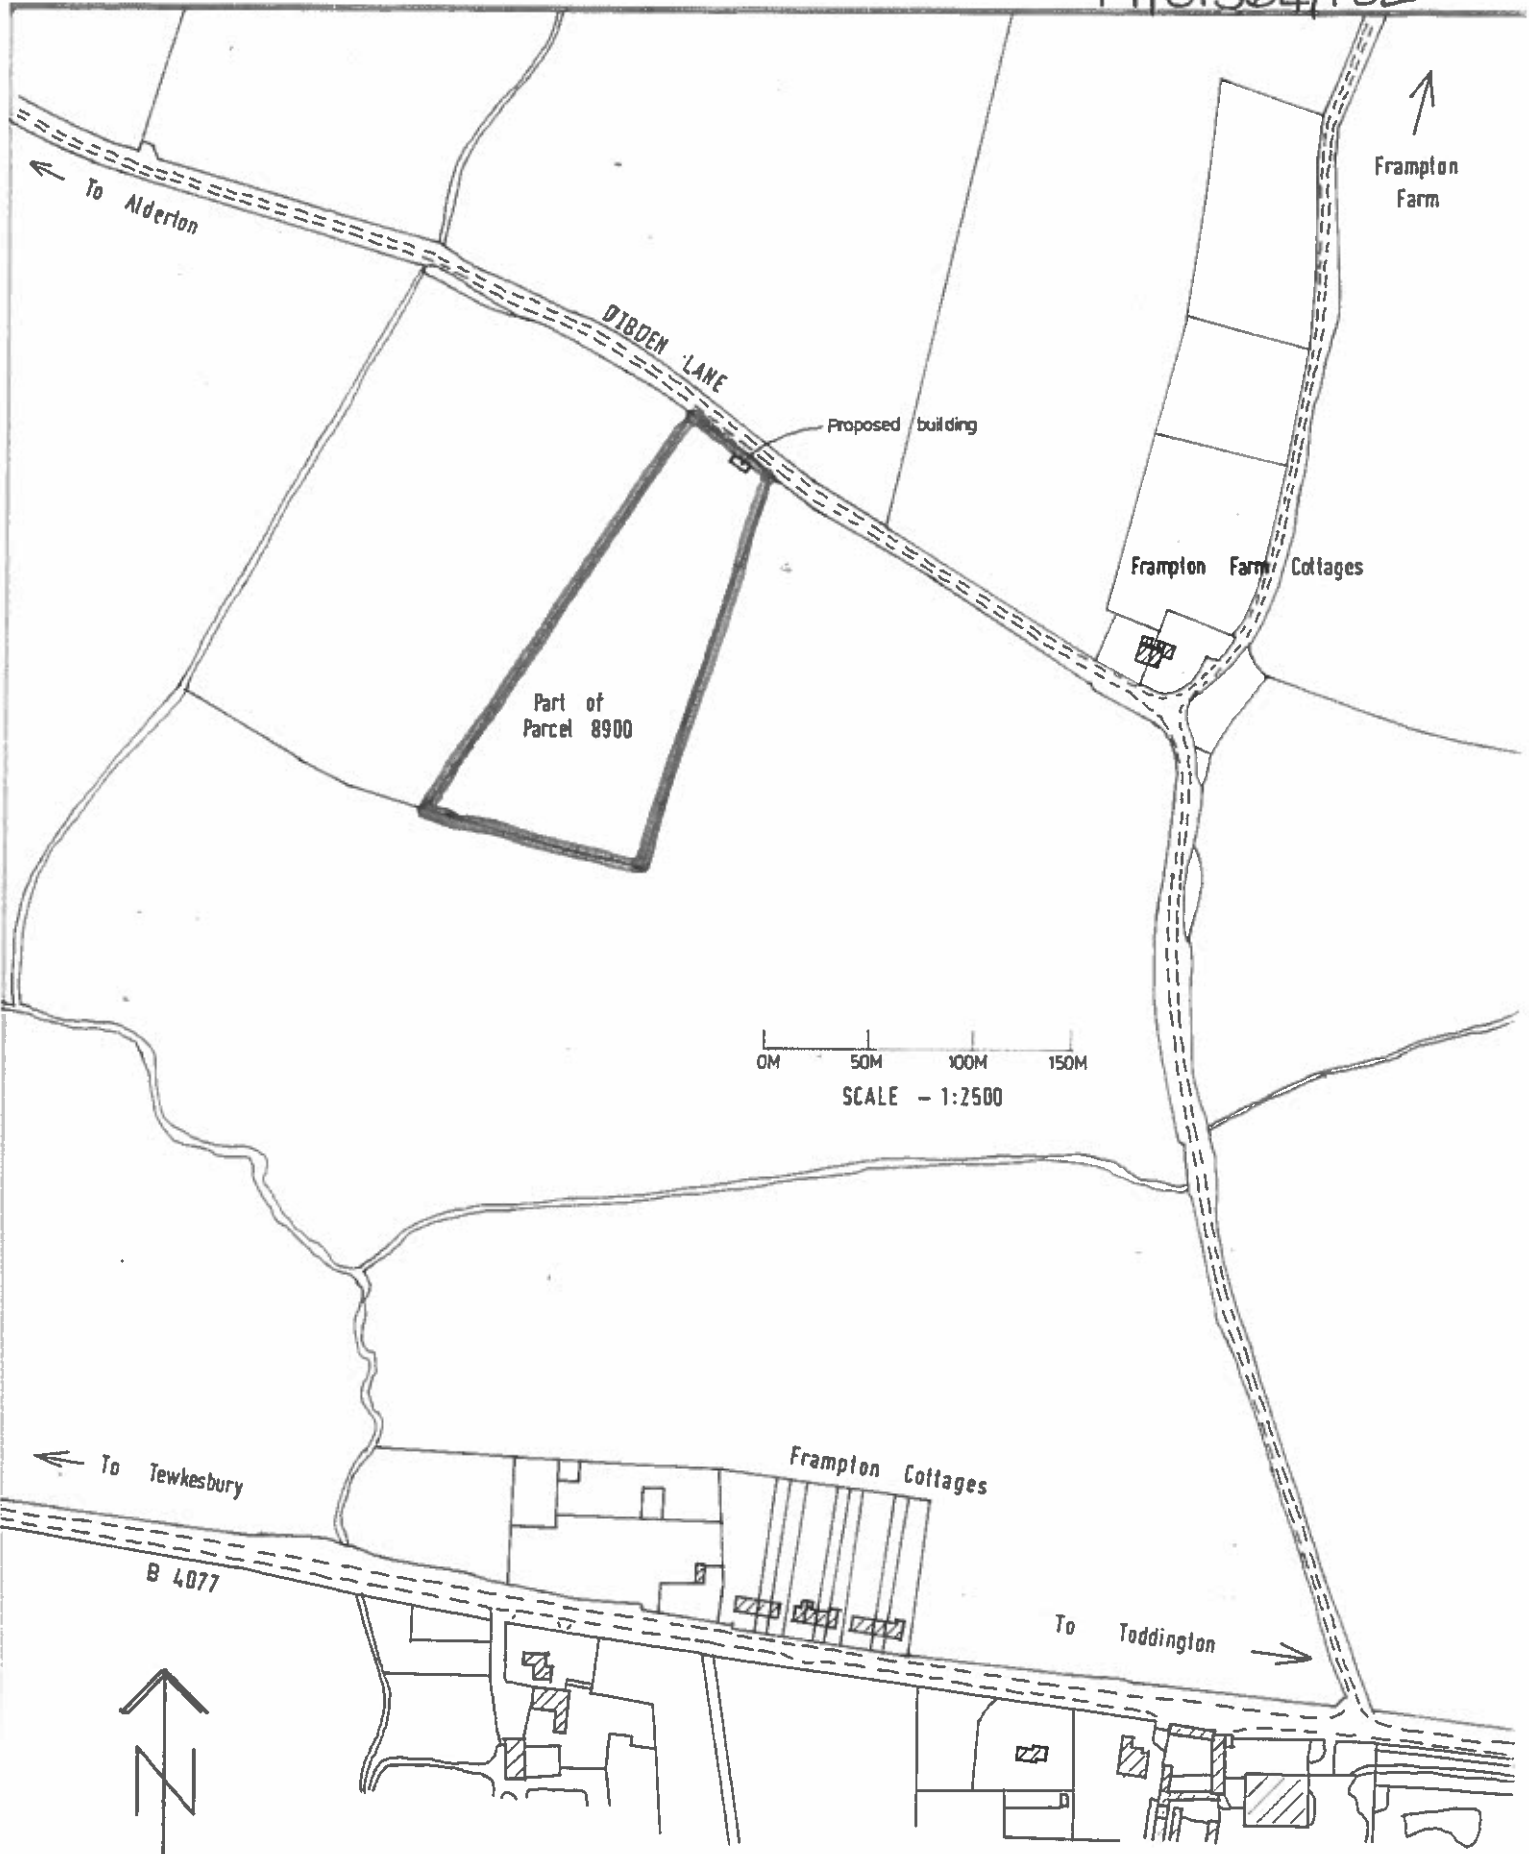 Frampton
Farm
To Alderton
DIBDEN LANE
Proposed building
Frampton Farm Cottages
Part of
Parcel 8900
0M 50M 100M 150M
SCALE - 1:2500
Frampton Cottages
To Tewkesbury
B 4077
To Toddington
N